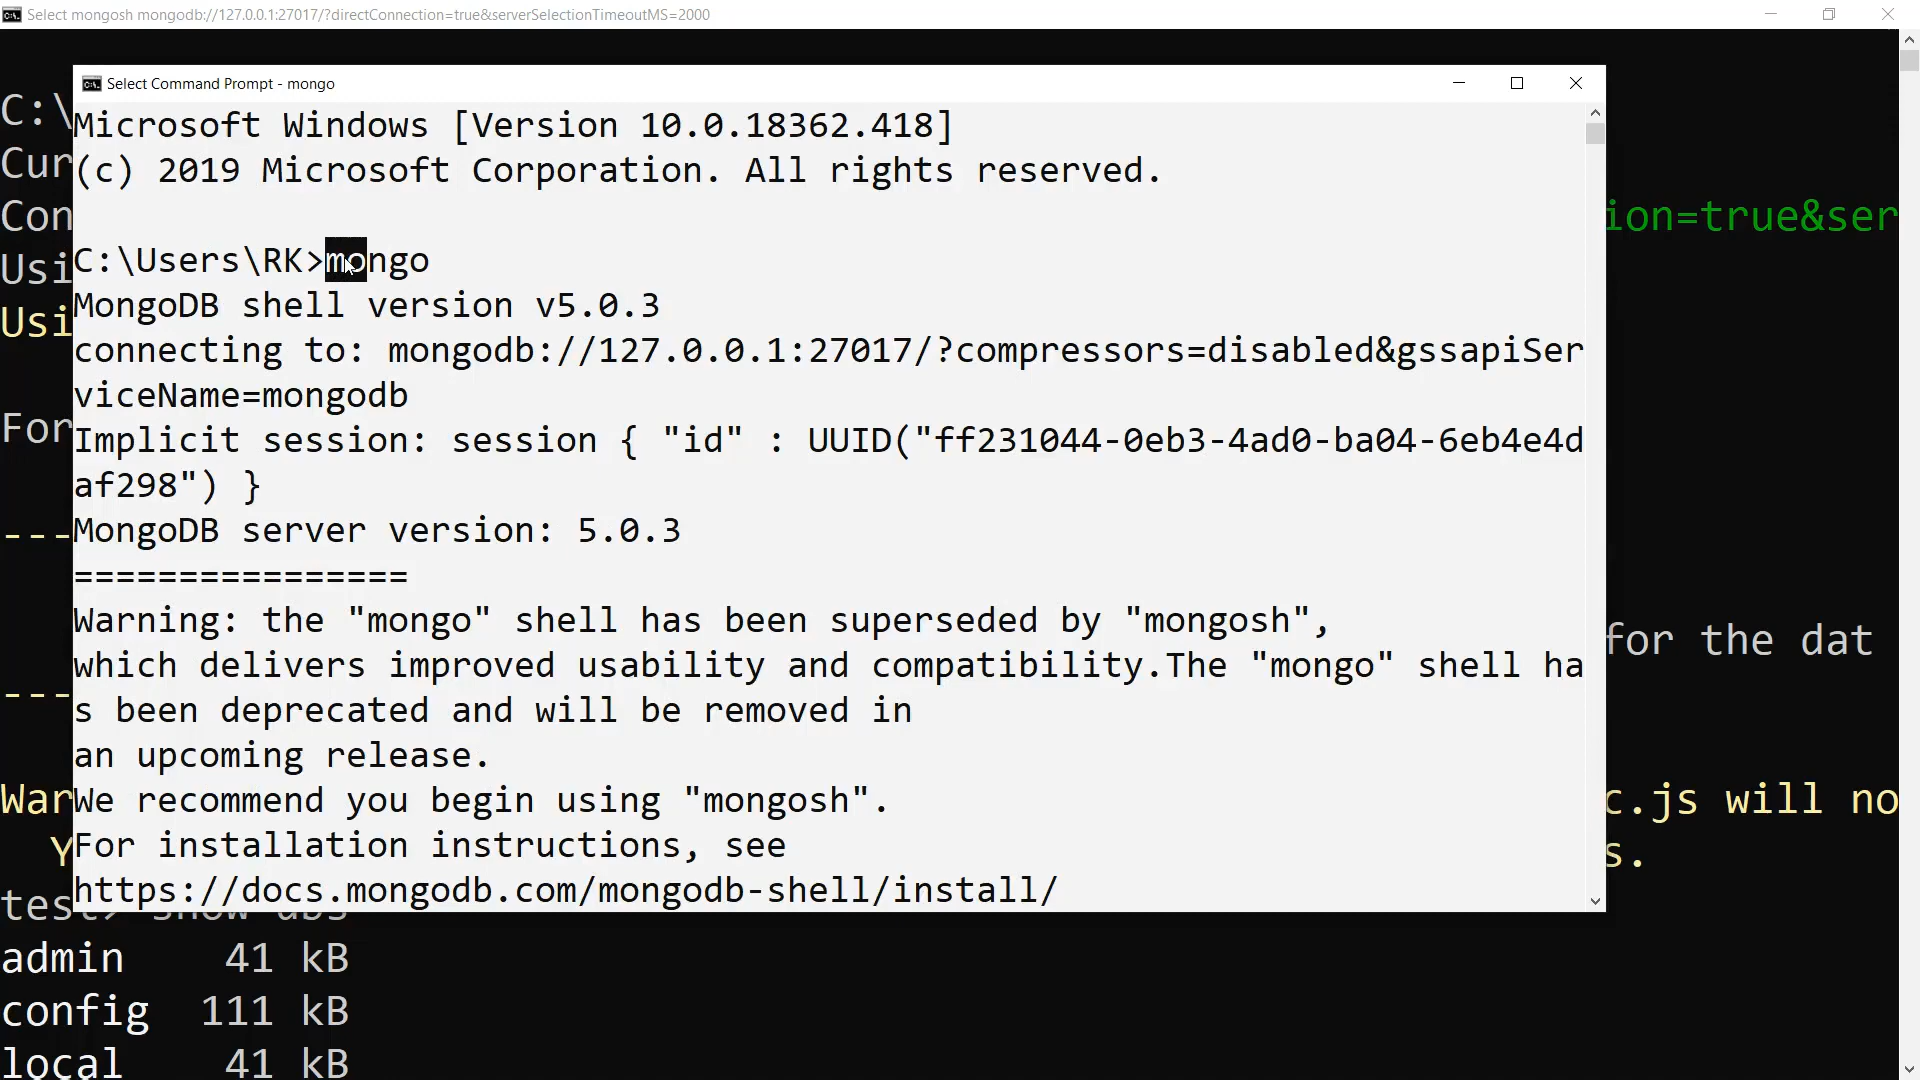 Select mongosh mongodb://127.0.0.1:27017/?directConnection=true&serverSelectionTimeoutMS=2000
Select Command Prompt - mongo
Microsoft Windows [Version 10.0.18362.418]
(c) 2019 Microsoft Corporation. All rights reserved.
C:\Users\RK>mongo
MongoDB shell version v5.0.3
connecting to: mongodb://127.0.0.1:27017/?compressors=disabled&gssapiSer
viceName=mongodb
Implicit session: session { "id" : UUID("ff231044-0eb3-4ad0-ba04-6eb4e4d
af298") }
MongoDB server version: 5.0.3
================
Warning: the "mongo" shell has been superseded by "mongosh",
which delivers improved usability and compatibility.The "mongo" shell ha
s been deprecated and will be removed in
an upcoming release.
We recommend you begin using "mongosh".
For installation instructions, see
https://docs.mongodb.com/mongodb-shell/install/
C:\
Cur
Con
ion=true&ser
Usi
Usi
For
---
for the dat
---
War
c.js will no
Y
s.
test> show dbs
admin 41 kB
config 111 kB
local 41 kB